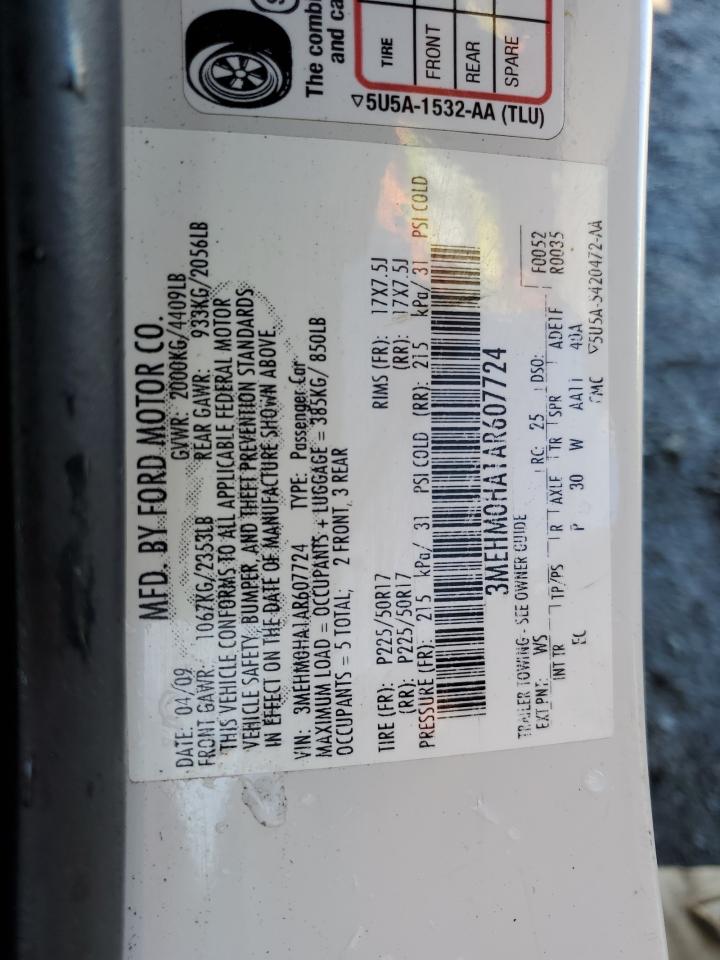 The combin
and ca
TIRE
FRONT
REAR
SPARE
▽5U5A-1532-AA (TLU)
MFD. BY FORD MOTOR CO.
DATE: 04/09 GVWR: 2000KG/4409LB
FRONT GAWR: 1067KG/2353LB REAR GAWR: 933KG/2056LB
THIS VEHICLE CONFORMS TO ALL APPLICABLE FEDERAL MOTOR
VEHICLE SAFETY, BUMPER, AND THEFT PREVENTION STANDARDS
IN EFFECT ON THE DATE OF MANUFACTURE SHOWN ABOVE.
VIN: 3MEHM0HA1AR607724 TYPE: Passenger Car
MAXIMUM LOAD = OCCUPANTS + LUGGAGE = 385KG/ 850LB
OCCUPANTS = 5 TOTAL; 2 FRONT, 3 REAR
TIRE (FR): P225/50R17 RIMS (FR): 17X7.5J
(RR): P225/50R17 (RR): 17X7.5J
PRESSURE (FR): 215 kPa/ 31 PSI COLD (RR): 215 kPa/ 31 PSI COLD
3MEHM0HA1AR607724
TRAILER TOWING - SEE OWNER GUIDE
EXT PNT: WS RC: 25 DSO: F0052
INT TR TP/PS R AXLE TR SPR ADE1F R0035
EC P 30 W AA11 40A
FMC ▽5U5A-5420472-AA